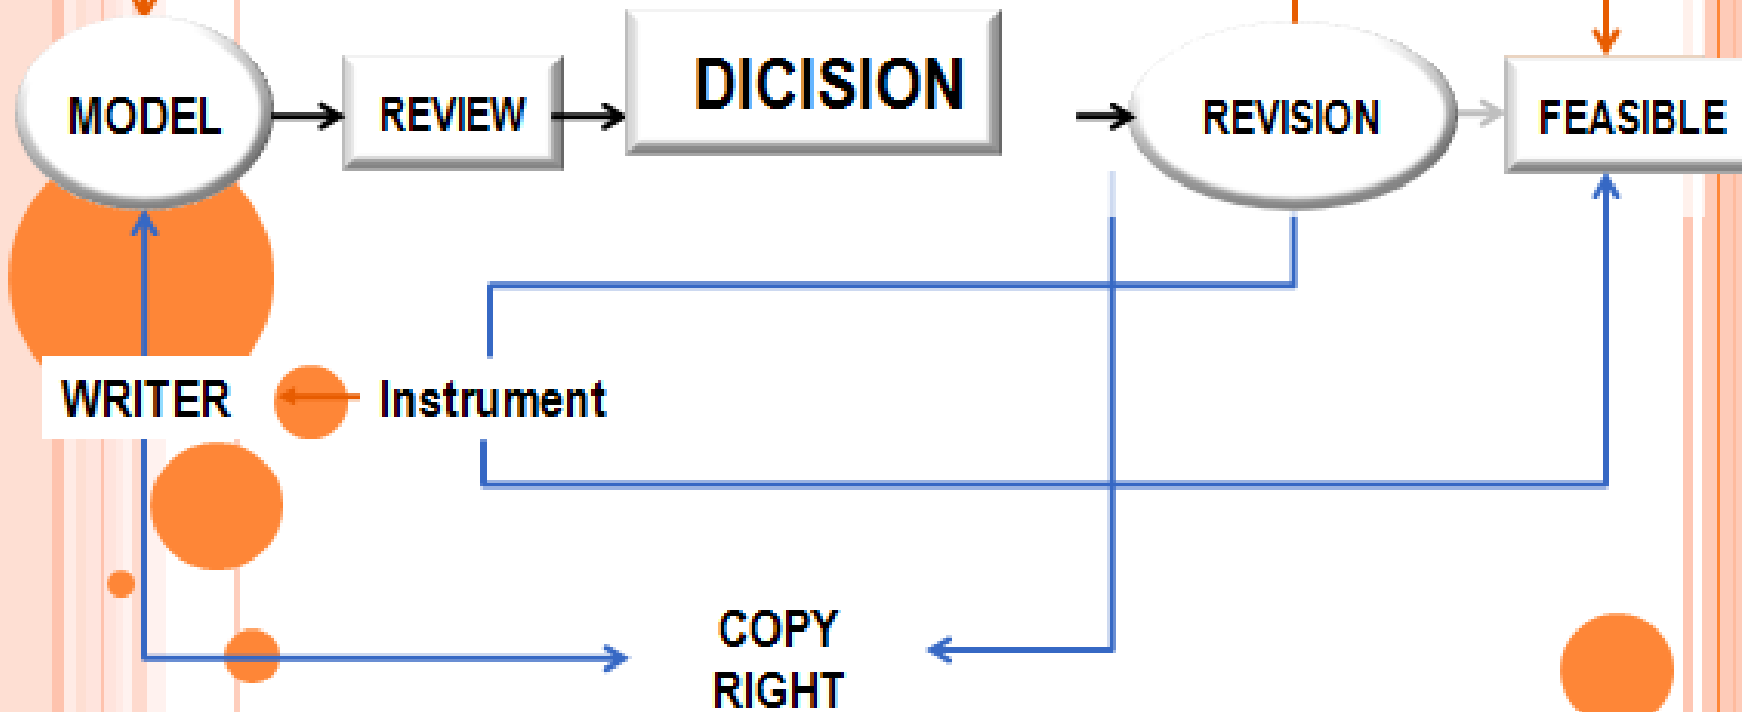 MODEL
REVIEW
DICISION
REVISION
FEASIBLE
WRITER
Instrument
COPY
RIGHT